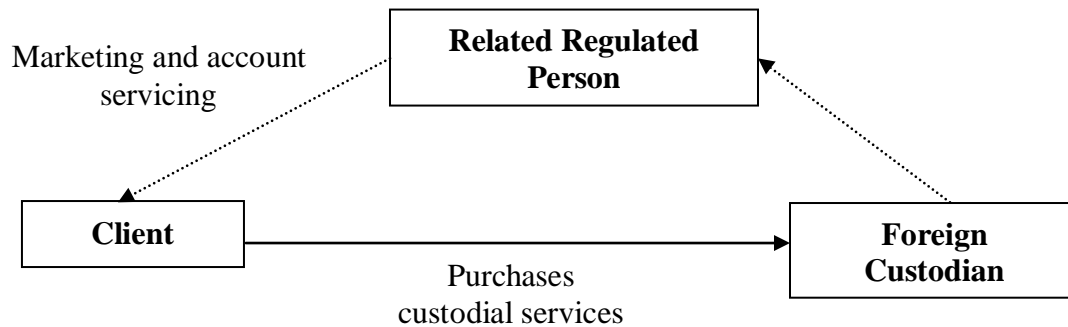 Marketing and account
servicing
Related Regulated
Person
Client
Foreign
Custodian
Purchases
custodial services